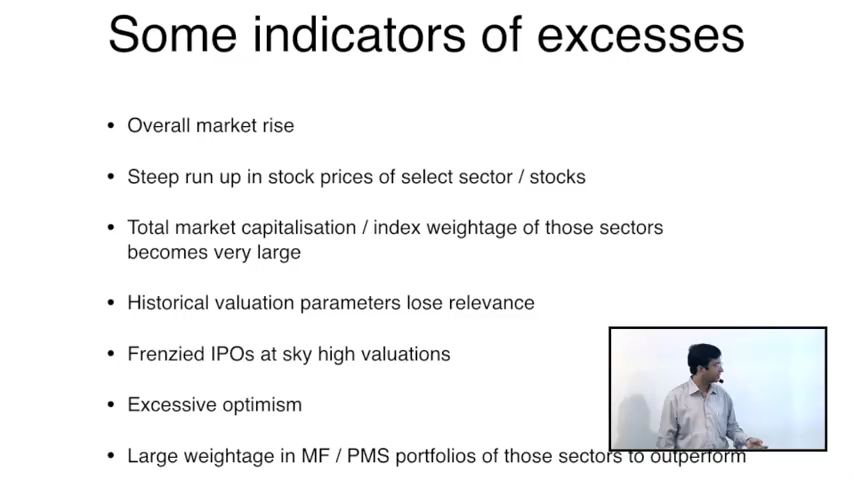 Some indicators of excesses
• Overall market rise
• Steep run up in stock prices of select sector / stocks
• Total market capitalisation / index weightage of those sectors
becomes very large
• Historical valuation parameters lose relevance
• Frenzied IPOs at sky high valuations
• Excessive optimism
• Large weightage in MF / PMS portfolios of those sectors to outperform